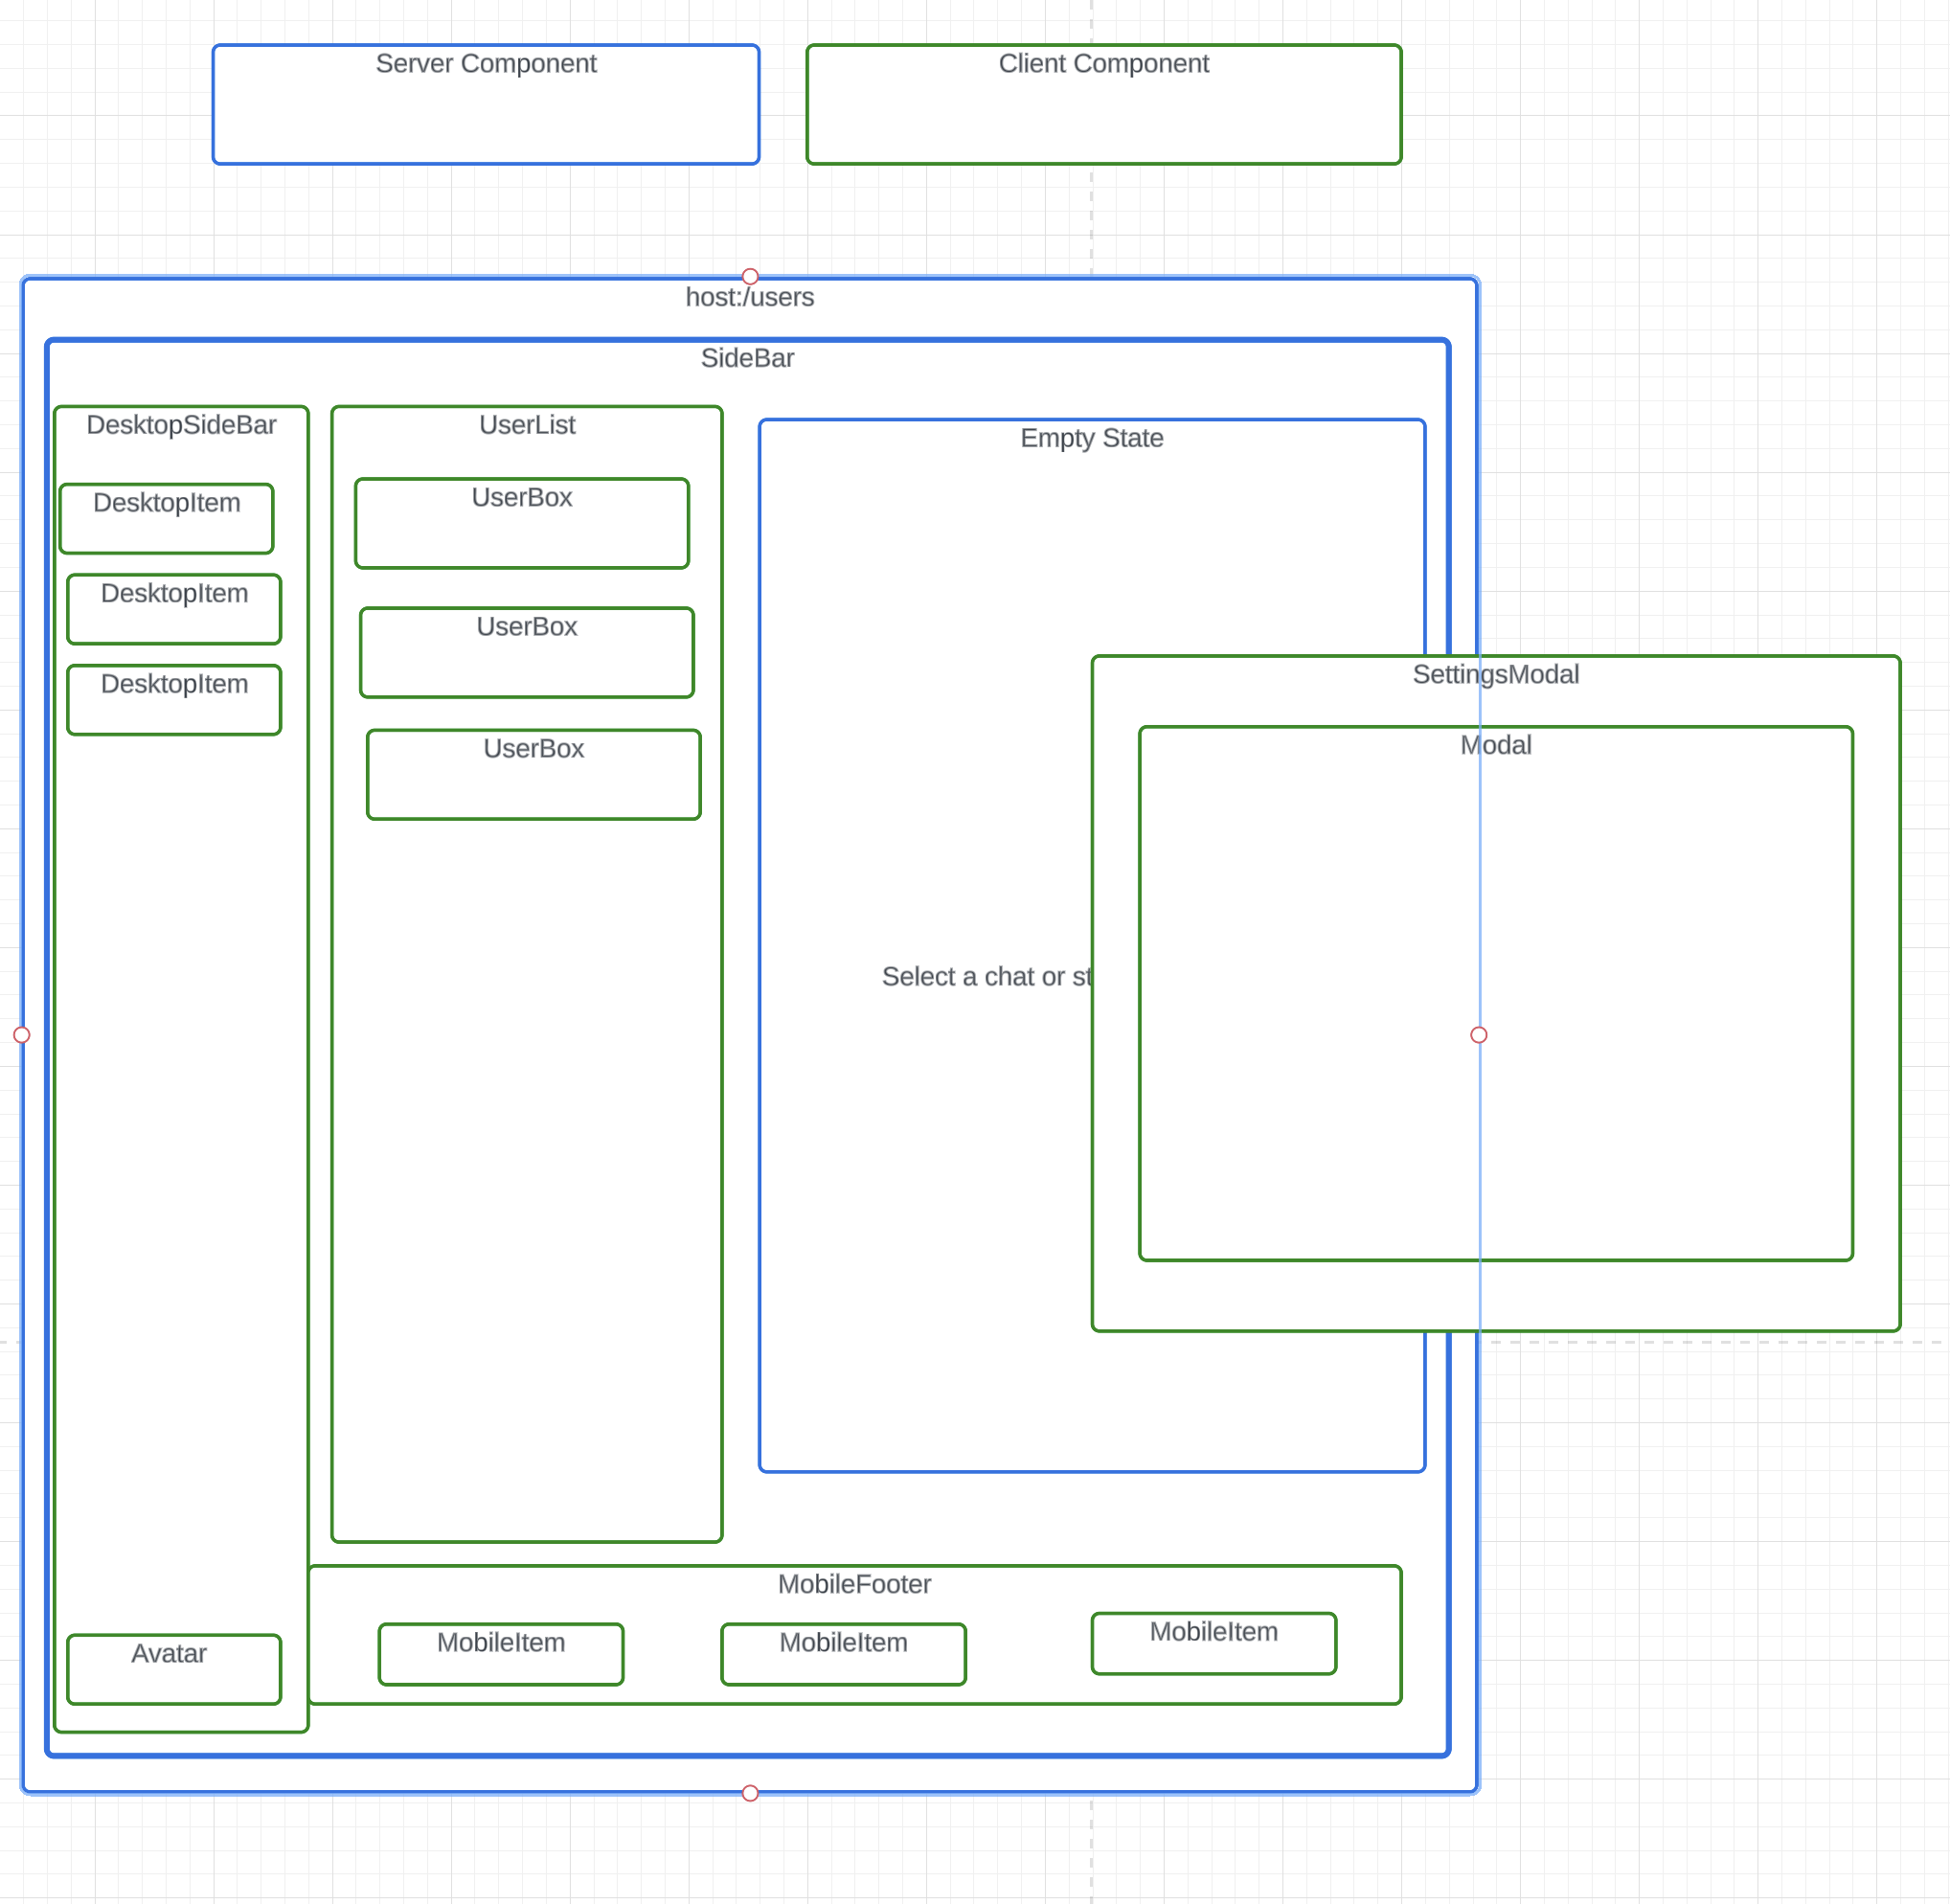 Server Component
Client Component
host:/users
SideBar
DesktopSideBar
DesktopItem
DesktopItem
DesktopItem
Avatar
UserList
UserBox
UserBox
UserBox
Empty State
Select a chat or st
SettingsModal
Modal
MobileFooter
MobileItem
MobileItem
MobileItem